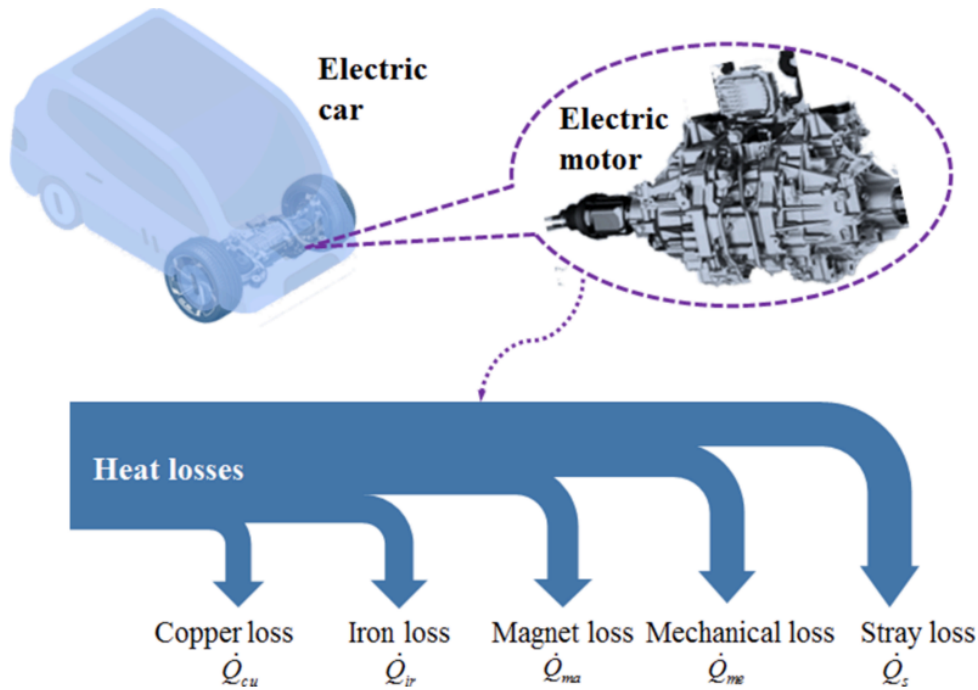 Electric
car
Electric
motor
Heat losses
Copper loss Iron loss Magnet loss Mechanical loss Stray loss
Q̇cu Q̇ir Q̇ma Q̇me Q̇s